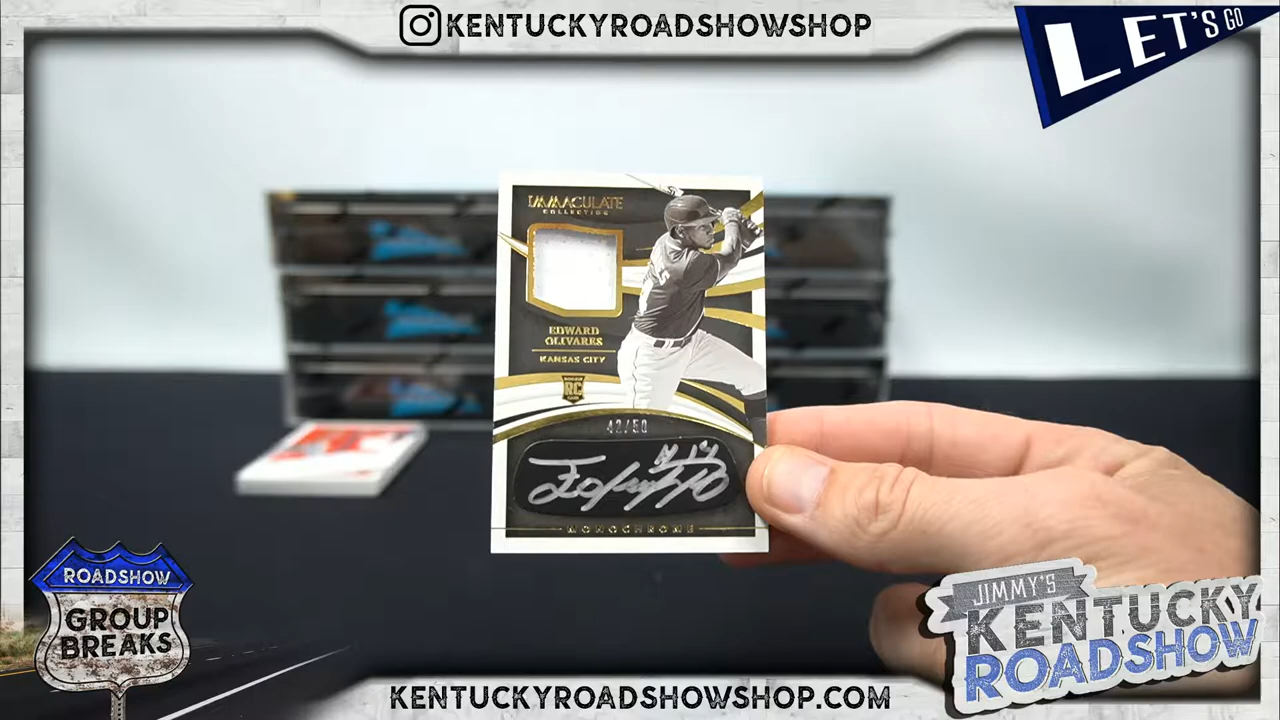 KENTUCKYROADSHOWSHOP
LET'S GO
IMMACULATE
COLLECTION
EDWARD
OLIVARES
KANSAS CITY
RC
42/50
MONOCHROME
ROADSHOW
GROUP
BREAKS
JIMMY'S
KENTUCKY
ROADSHOW
KENTUCKYROADSHOWSHOP.COM